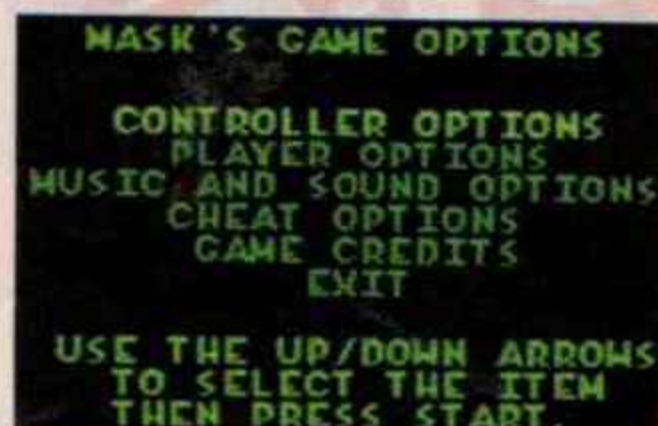 MASK'S GAME OPTIONS
CONTROLLER OPTIONS
PLAYER OPTIONS
MUSIC AND SOUND OPTIONS
CHEAT OPTIONS
GAME CREDITS
EXIT
USE THE UP/DOWN ARROWS
TO SELECT THE ITEM
THEN PRESS START.